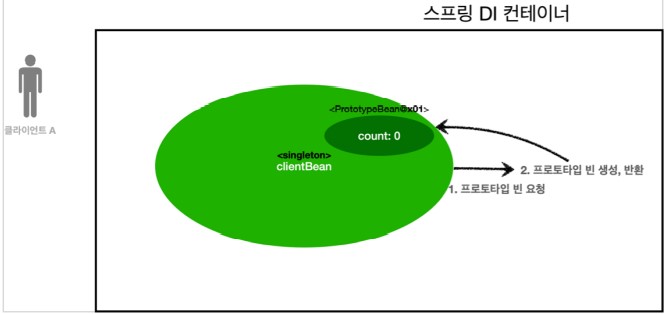 스프링 DI 컨테이너
클라이언트 A
<PrototypeBean@x01>
count: 0
<singleton>
clientBean
2. 프로토타입 빈 생성, 반환
1. 프로토타입 빈 요청